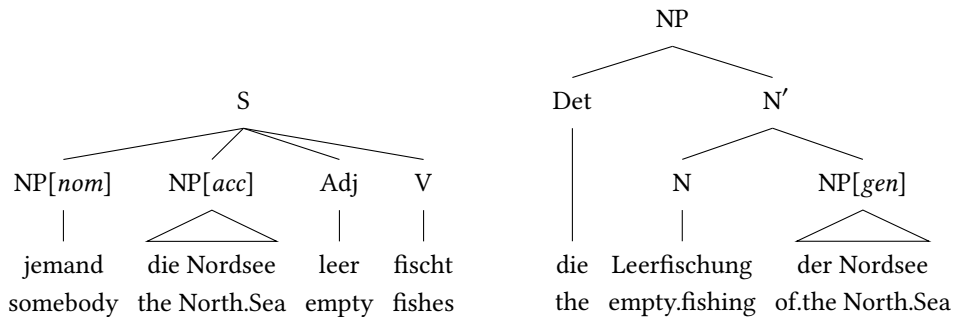 NP
S Det N′
NP[nom] NP[acc] Adj V N NP[gen]
jemand die Nordsee leer fischt die Leerfischung der Nordsee
somebody the North.Sea empty fishes the empty.fishing of.the North.Sea